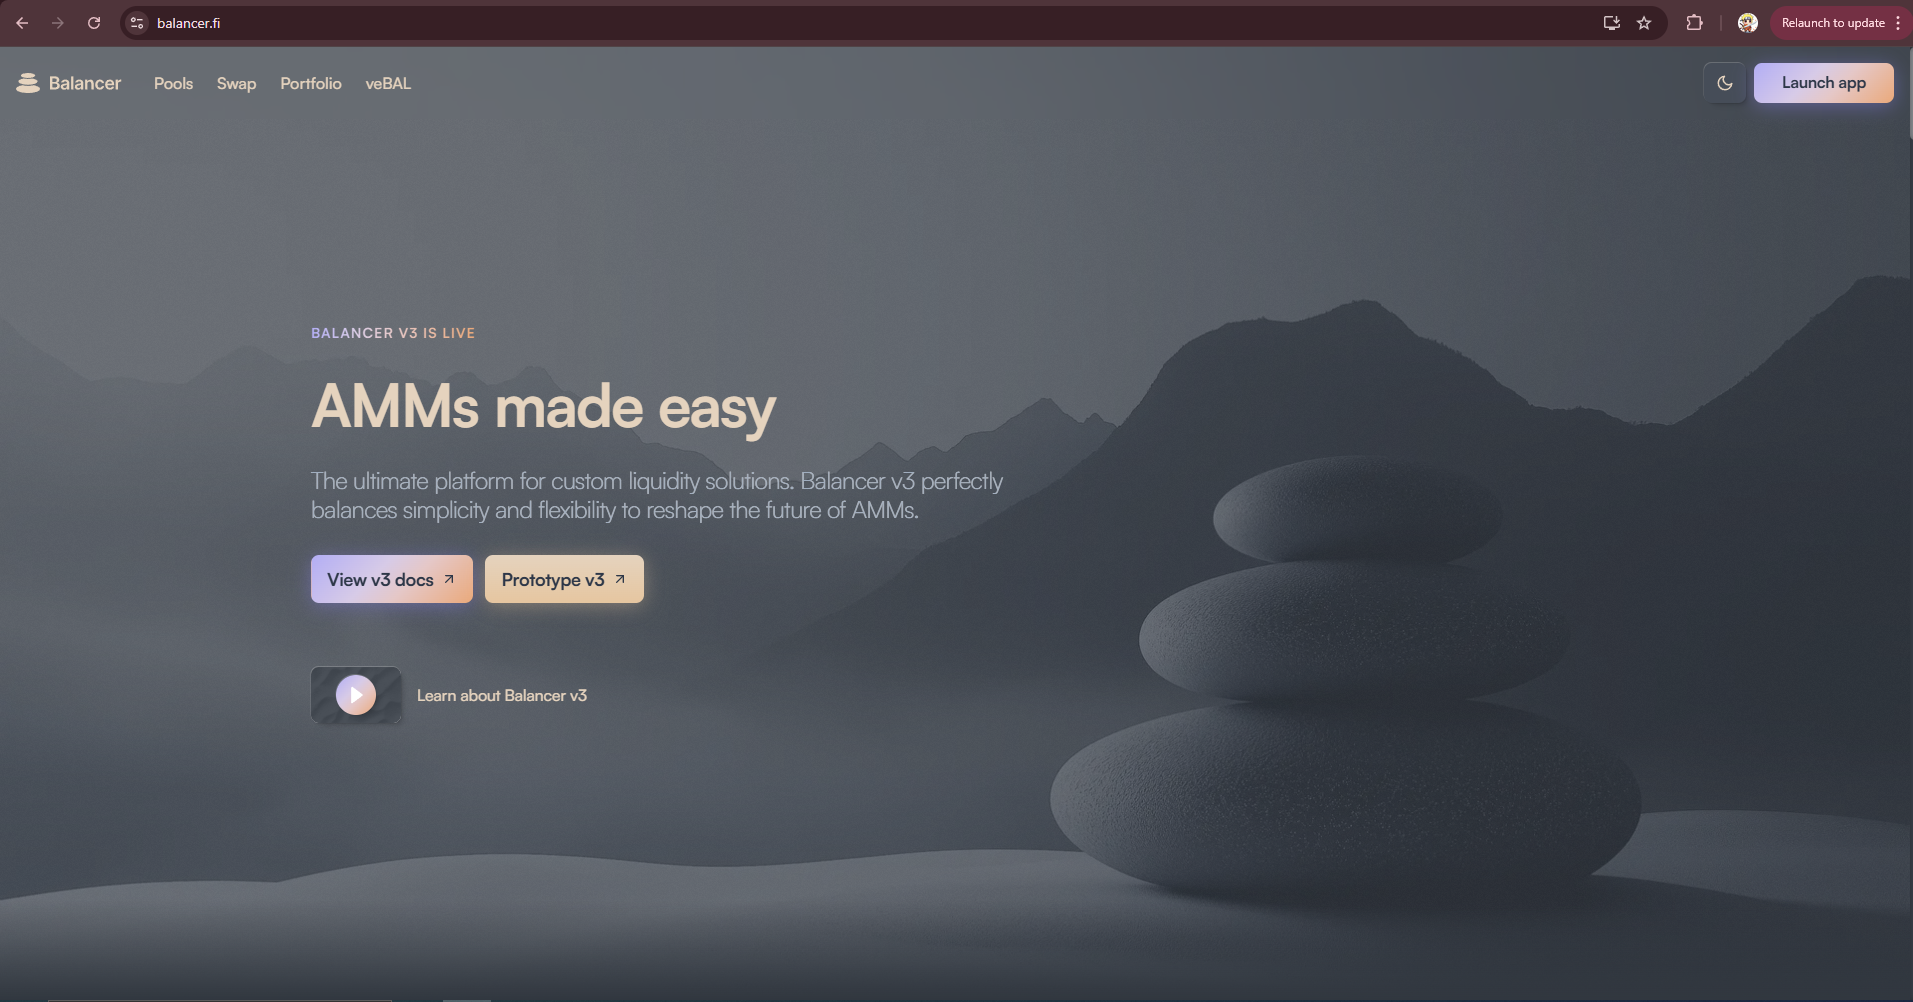 balancer.fi
Relaunch to update
Balancer
Pools
Swap
Portfolio
veBAL
Launch app
BALANCER V3 IS LIVE
AMMs made easy
The ultimate platform for custom liquidity solutions. Balancer v3 perfectly
balances simplicity and flexibility to reshape the future of AMMs.
View v3 docs
Prototype v3
Learn about Balancer v3